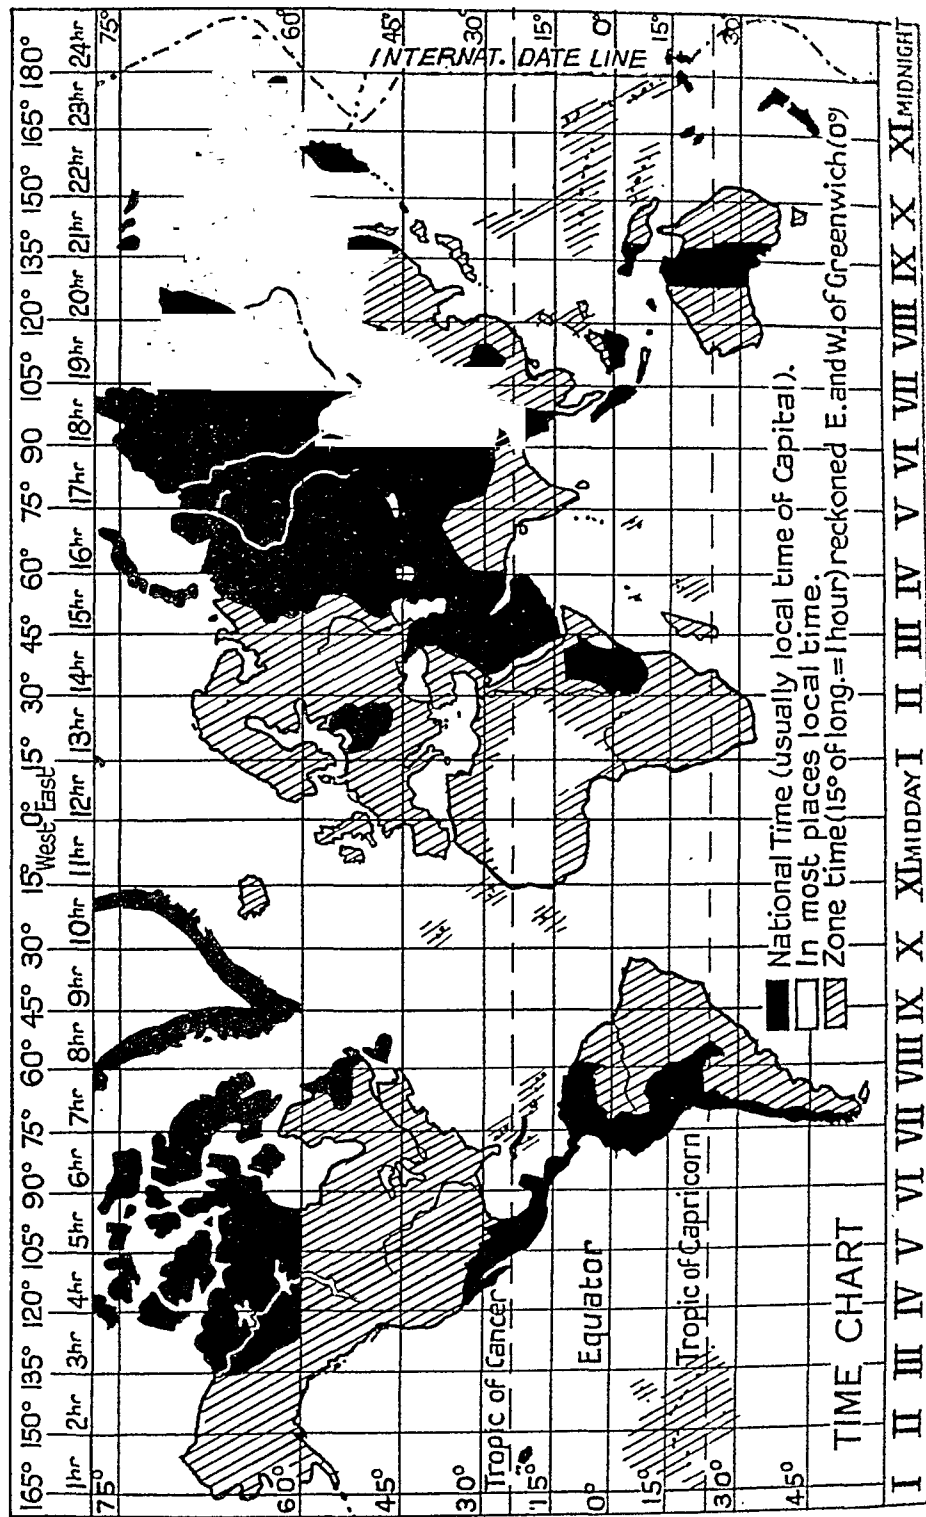 165° 150° 135° 120° 105° 90° 75° 60° 45° 30° 15° West 0° East 15° 30° 45° 60° 75° 90 105° 120° 135° 150° 165° 180°
1hr 2hr 3hr 4hr 5hr 6hr 7hr 8hr 9hr 10hr 11hr 12hr 13hr 14hr 15hr 16hr 17hr 18hr 19hr 20hr 21hr 22hr 23hr 24hr
75° 75°
60° 60°
45° 45°
INTERNAT. DATE LINE
30° 30°
Tropic of Cancer
15° 15°
Equator
0° 0°
15° 15°
Tropic of Capricorn
30° 30°
45°
National Time (usually local time of Capital).
In most places local time.
Zone time (15° of long.=1 hour) reckoned E. and W. of Greenwich (0°)
TIME CHART
I II III IV V VI VII VIII IX X XI MIDDAY I II III IV V VI VII VIII IX X XI MIDNIGHT